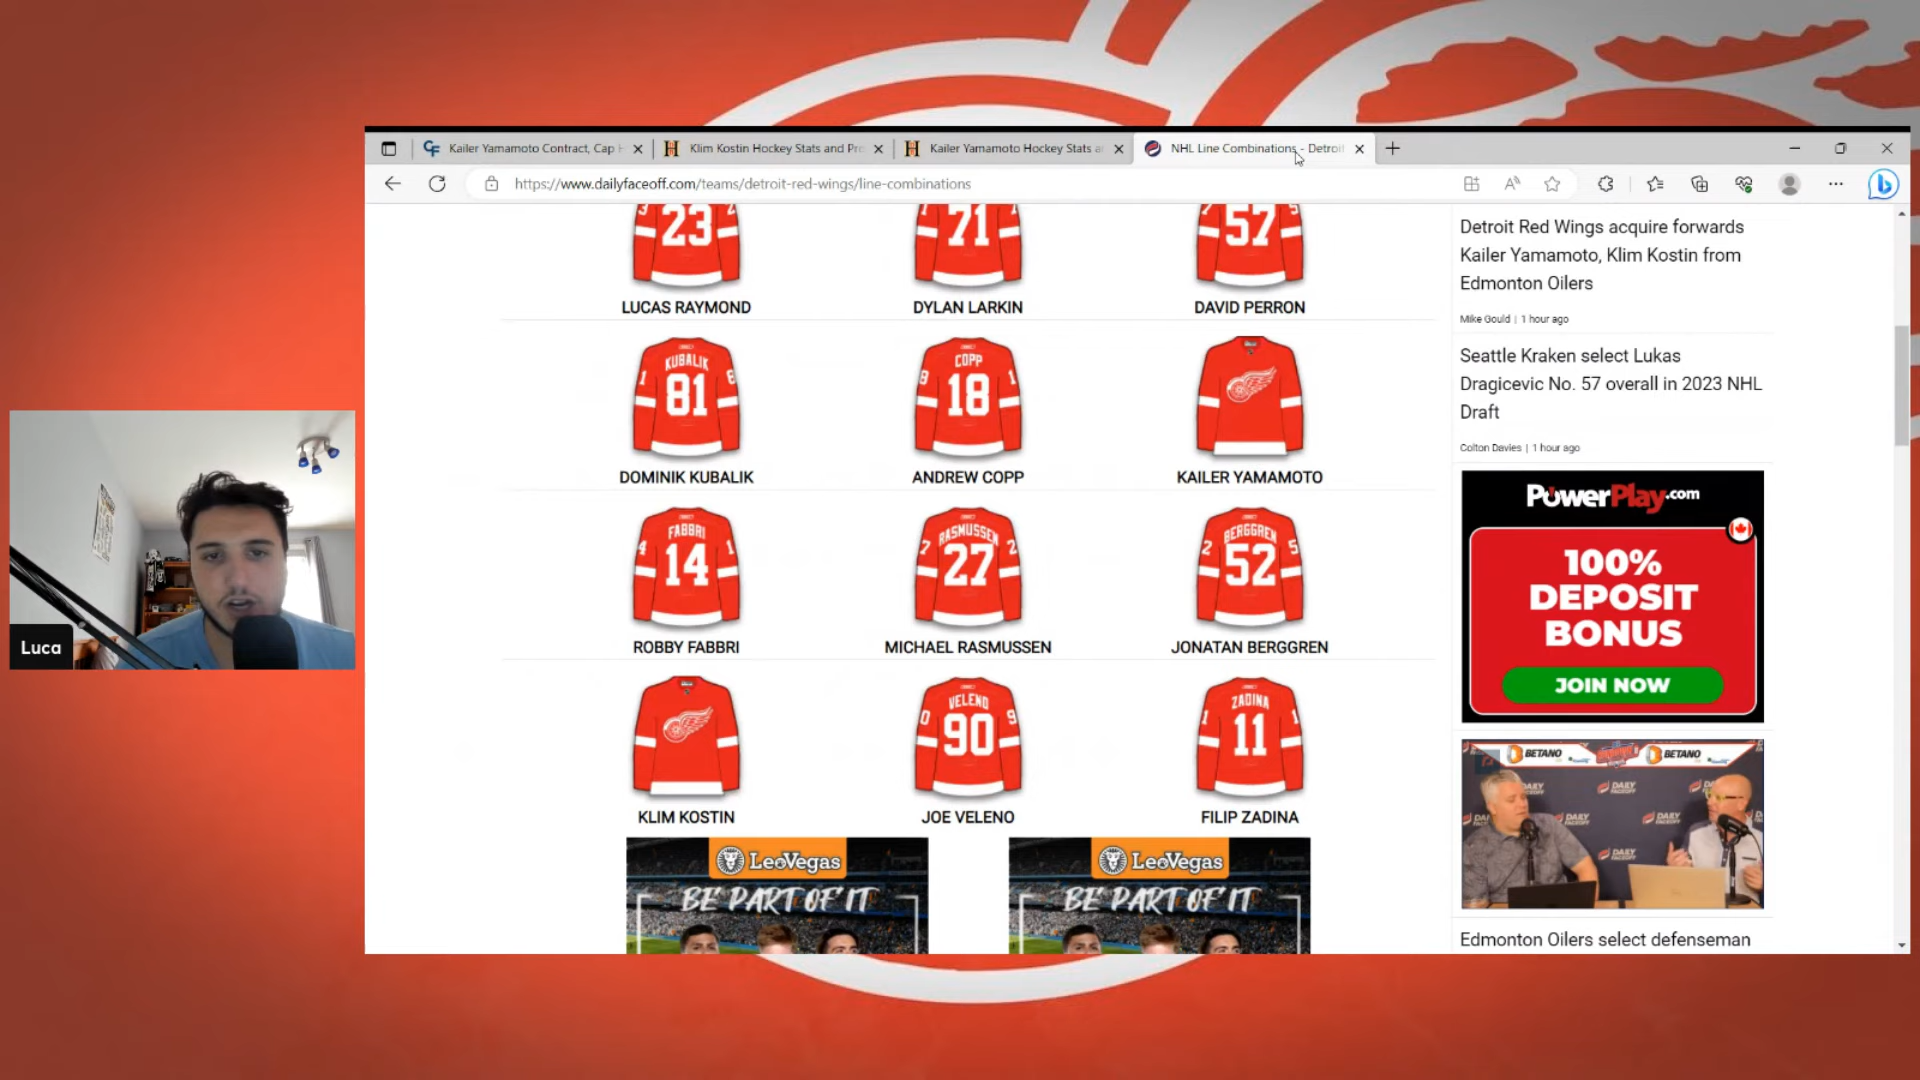 Kailer Yamamoto Contract, Cap H
Klim Kostin Hockey Stats and Pro
Kailer Yamamoto Hockey Stats a
NHL Line Combinations - Detroit
https://www.dailyfaceoff.com/teams/detroit-red-wings/line-combinations
23
71
57
LUCAS RAYMOND
DYLAN LARKIN
DAVID PERRON
KUBALIK
81
COPP
18
DOMINIK KUBALIK
ANDREW COPP
KAILER YAMAMOTO
FABBRI
14
RASMUSSEN
27
BERGGREN
52
ROBBY FABBRI
MICHAEL RASMUSSEN
JONATAN BERGGREN
VELENO
90
ZADINA
11
KLIM KOSTIN
JOE VELENO
FILIP ZADINA
LeoVegas
BE PART OF IT
LeoVegas
BE PART OF IT
Detroit Red Wings acquire forwards
Kailer Yamamoto, Klim Kostin from
Edmonton Oilers
Mike Gould | 1 hour ago
Seattle Kraken select Lukas
Dragicevic No. 57 overall in 2023 NHL
Draft
Colton Davies | 1 hour ago
PowerPlay.com
100%
DEPOSIT
BONUS
JOIN NOW
BETANO
BETANO
DAILY
FACEOFF
Edmonton Oilers select defenseman
Luca